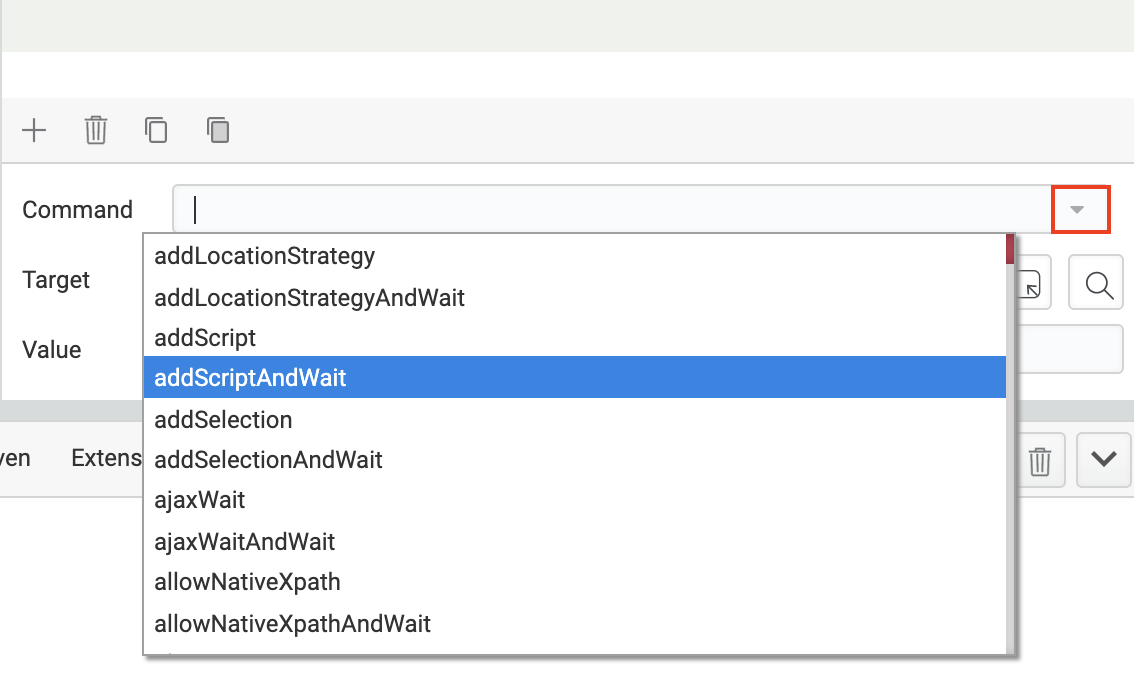 Command
addLocationStrategy
Target
addLocationStrategyAndWait
addScript
Value
addScriptAndWait
addSelection
ven Extens
addSelectionAndWait
ajaxWait
ajaxWaitAndWait
allowNativeXpath
allowNativeXpathAndWait